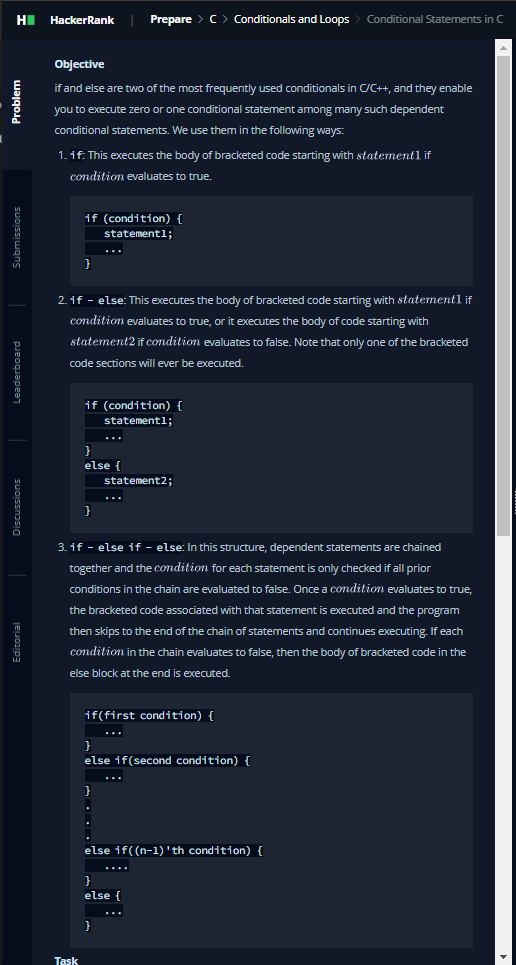 HackerRank | Prepare > C > Conditionals and Loops > Conditional Statements in C
Problem
Submissions
Leaderboard
Discussions
Editorial
Objective
if and else are two of the most frequently used conditionals in C/C++, and they enable
you to execute zero or one conditional statement among many such dependent
conditional statements. We use them in the following ways:
1. if: This executes the body of bracketed code starting with statement1 if
condition evaluates to true.
if (condition) {
statement1;
...
}
2. if - else: This executes the body of bracketed code starting with statement1 if
condition evaluates to true, or it executes the body of code starting with
statement2 if condition evaluates to false. Note that only one of the bracketed
code sections will ever be executed.
if (condition) {
statement1;
...
}
else {
statement2;
...
}
3. if - else if - else: In this structure, dependent statements are chained
together and the condition for each statement is only checked if all prior
conditions in the chain are evaluated to false. Once a condition evaluates to true,
the bracketed code associated with that statement is executed and the program
then skips to the end of the chain of statements and continues executing. If each
condition in the chain evaluates to false, then the body of bracketed code in the
else block at the end is executed.
if(first condition) {
...
}
else if(second condition) {
...
}
.
.
.
else if((n-1)'th condition) {
....
}
else {
...
}
Task